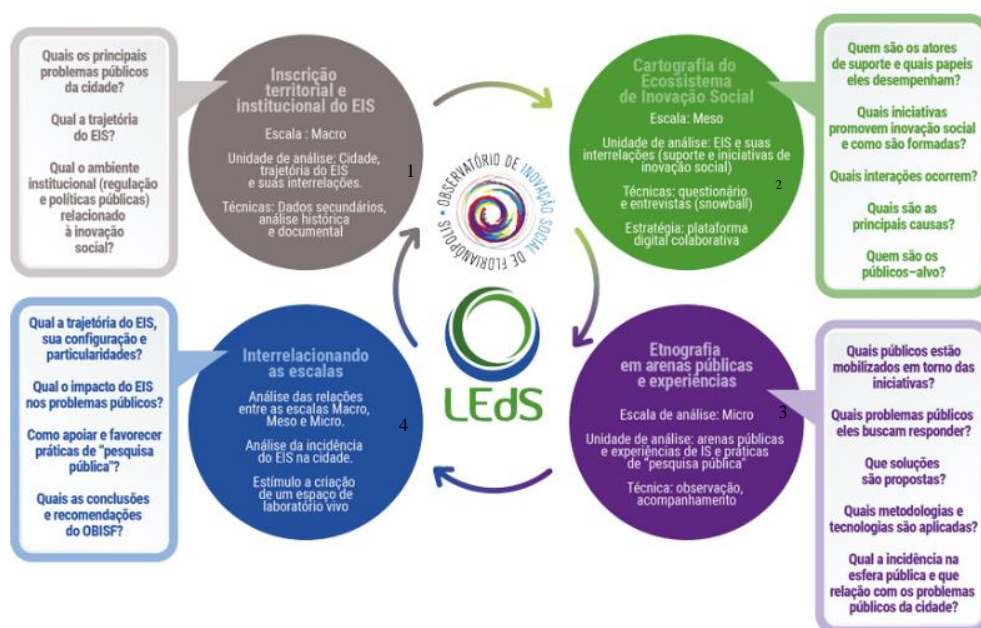 Quais os principais
problemas públicos
da cidade?
Qual a trajetória
do EIS?
Qual o ambiente
institucional (regulação
e políticas públicas)
relacionado
à inovação
social?
Inscrição
territorial e
institucional do EIS
Escala : Macro
Unidade de análise: Cidade,
trajetória do EIS
e suas interrelações.
Técnicas: Dados secundários,
análise histórica
e documental
1
OBSERVATÓRIO DE INOVAÇÃO SOCIAL DE FLORIANÓPOLIS •
Cartografia do
Ecossistema
de Inovação Social
Escala: Meso
Unidade de análise: EIS e suas
interrelações (suporte e iniciativas de
inovação social)
Técnicas: questionário
e entrevistas (snowball)
Estratégia: plataforma
digital colaborativa
2
Quem são os atores
de suporte e quais papeis
eles desempenham?
Quais iniciativas
promovem inovação social
e como são formadas?
Quais interações ocorrem?
Quais são as
principais causas?
Quem são os
públicos-alvo?
Qual a trajetória do EIS,
sua configuração e
particularidades?
Qual o impacto do EIS
nos problemas públicos?
Como apoiar e favorecer
práticas de "pesquisa
pública"?
Quais as conclusões
e recomendações
do OBISF?
Interrelacionando
as escalas
Análise das relações
entre as escalas Macro,
Meso e Micro.
Análise da incidência
do EIS na cidade.
Estímulo a criação
de um espaço de
laboratório vivo
4
LEdS
Etnografia
em arenas públicas
e experiências
Escala de análise: Micro
Unidade de análise: arenas públicas
e experiências de IS e práticas
de "pesquisa pública"
Técnica: observação,
acompanhamento
3
Quais públicos estão
mobilizados em torno das
iniciativas?
Quais problemas públicos
eles buscam responder?
Que soluções
são propostas?
Quais metodologias e
tecnologias são aplicadas?
Qual a incidência na
esfera pública e que
relação com os problemas
públicos da cidade?